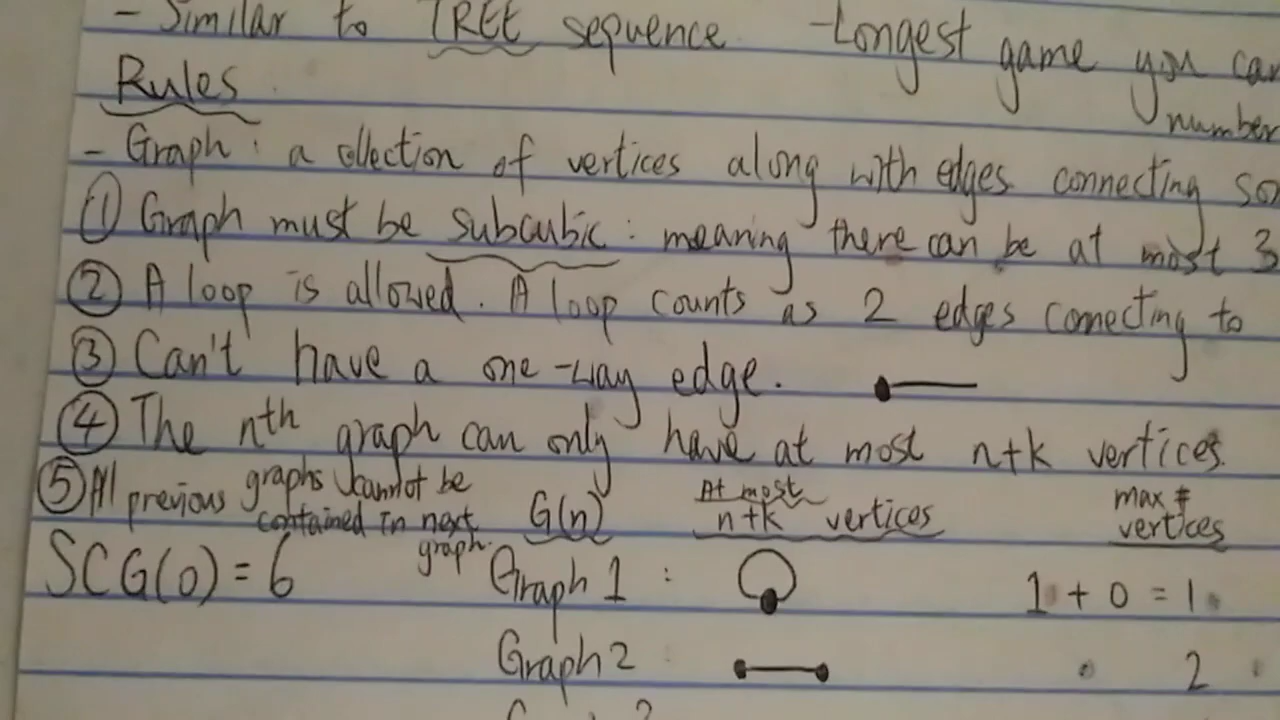 - Similar to TREE sequence - Longest game you can
number
Rules
- Graph : a collection of vertices along with edges connecting so
① Graph must be subcubic : meaning there can be at most 3
② A loop is allowed. A loop counts as 2 edges connecting to
③ Can't have a one-way edge.
④ The nth graph can only have at most n+k vertices.
⑤ All previous graphs cannot be contained in next graph.
G(n) At most n+k vertices max # vertices
SCG(0) = 6 Graph 1 : 1 + 0 = 1
Graph 2 2